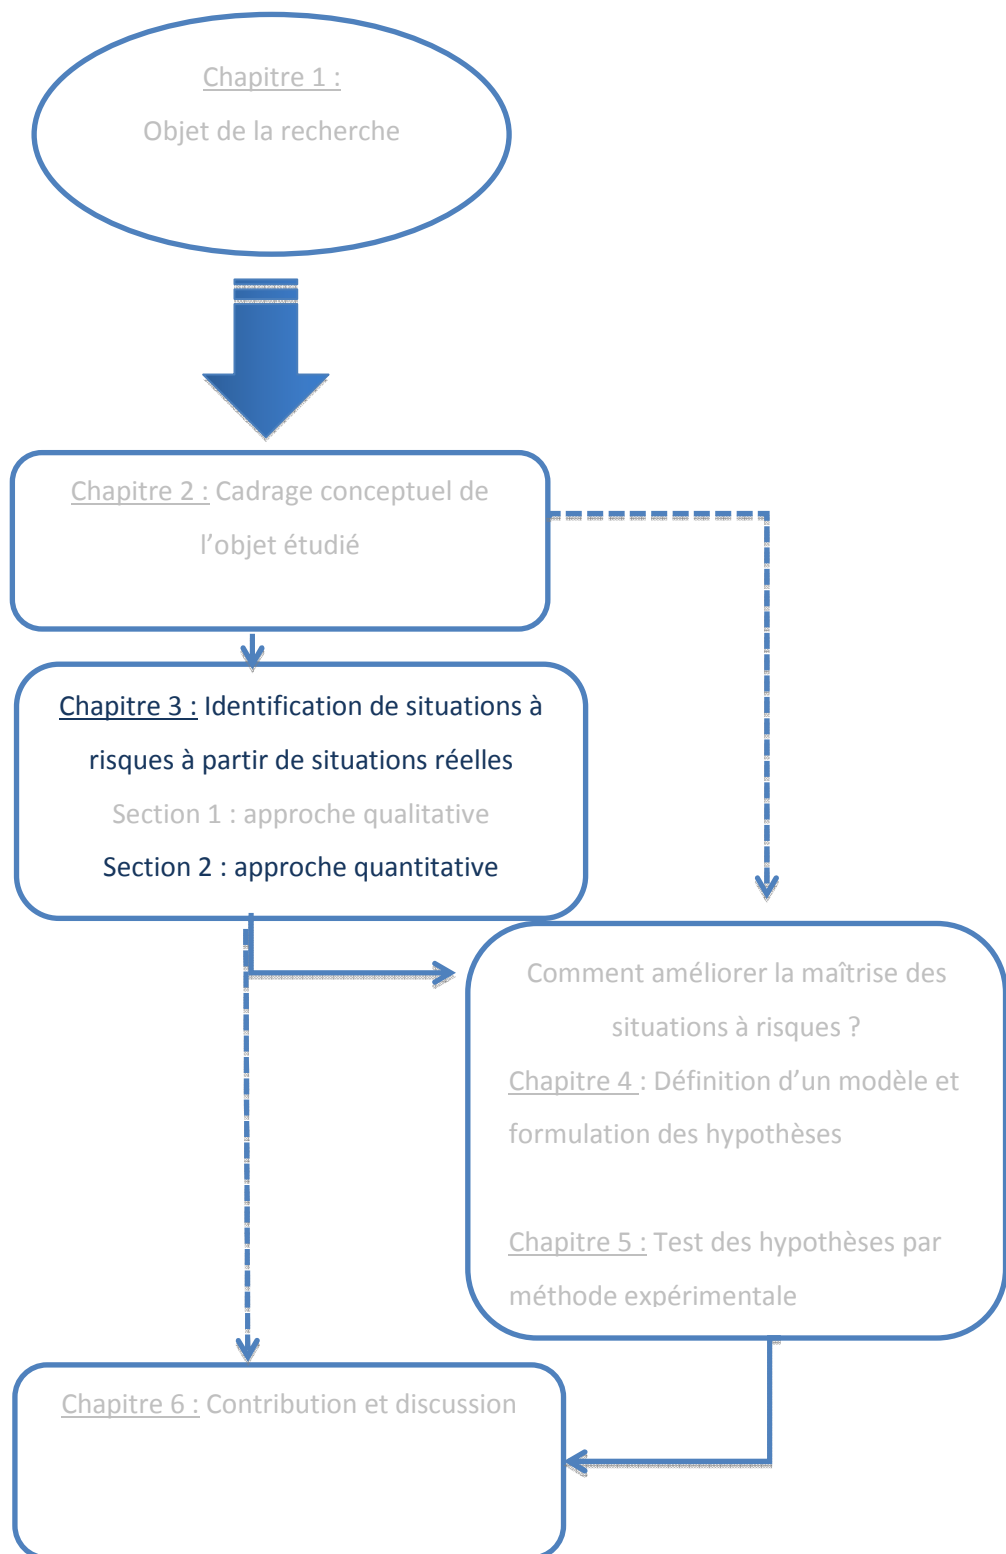 Chapitre 1 :
Objet de la recherche
Chapitre 2 : Cadrage conceptuel de
l’objet étudié
Chapitre 3 : Identification de situations à
risques à partir de situations réelles
Section 1 : approche qualitative
Section 2 : approche quantitative
Comment améliorer la maîtrise des
situations à risques ?
Chapitre 4 : Définition d’un modèle et
formulation des hypothèses
Chapitre 5 : Test des hypothèses par
méthode expérimentale
Chapitre 6 : Contribution et discussion